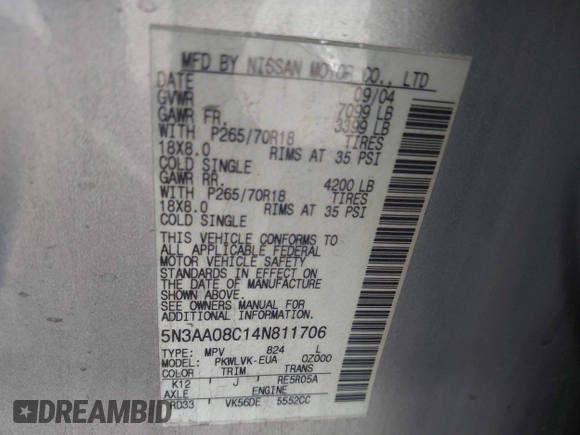 MFD BY NISSAN MOTOR CO., LTD
DATE 09/04
GVWR 7099 LB
GAWR FR. 3399 LB
WITH P265/70R18 TIRES
18X8.0 RIMS AT 35 PSI
COLD SINGLE
GAWR RR. 4200 LB
WITH P265/70R18 TIRES
18X8.0 RIMS AT 35 PSI
COLD SINGLE
THIS VEHICLE CONFORMS TO
ALL APPLICABLE FEDERAL
MOTOR VEHICLE SAFETY
STANDARDS IN EFFECT ON
THE DATE OF MANUFACTURE
SHOWN ABOVE.
SEE OWNERS MANUAL FOR
ADDITIONAL INFORMATION.
5N3AA08C14N811706
TYPE: MPV 824 L
MODEL: PKWLVK-EUA 0Z000
COLOR TRIM TRANS
K12 J RE5R05A
AXLE ENGINE
RD33 VK56DE 5552CC
DREAMBID
DREAMBID